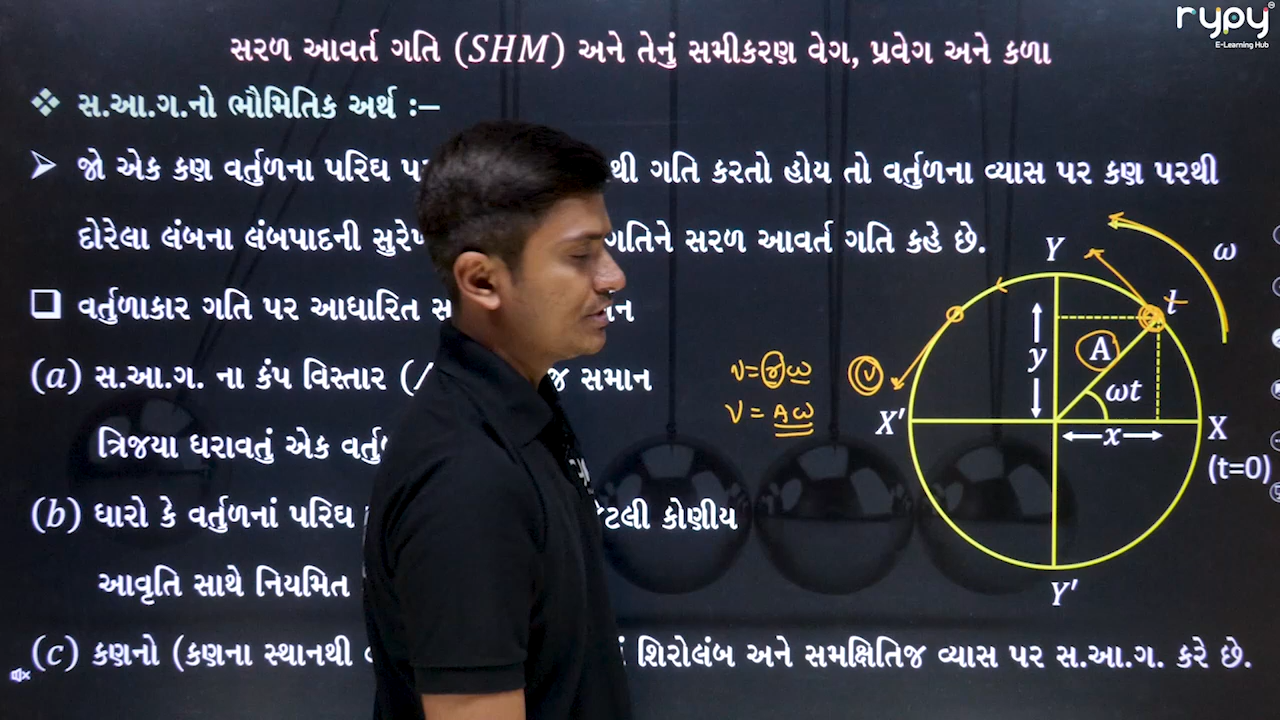 rypy
E-Learning Hub
સરળ આવર્ત ગતિ (SHM) અને તેનું સમીકરણ વેગ, પ્રવેગ અને કળા
❖ સ.આ.ગ.નો ભૌમિતિક અર્થ :–
➢ જો એક કણ વર્તુળના પરિઘ થી ગતિ કરતો હોય તો વર્તુળના વ્યાસ પર કણ પરથી
દોરેલા લંબના લંબપાદની ગતિને સરળ આવર્ત ગતિ કહે છે.
❑ વર્તુળાકાર ગતિ પર આધારિત
(a) સ.આ.ગ. ના કંપ વિસ્તાર જ સમાન
ત્રિજયા ધરાવતું એક
(b) ધારો કે વર્તુળનાં પરિઘ કોણીય
આવૃતિ સાથે નિયમિત
(c) કણનો (કણના સ્થાનથી શિરોલંબ અને સમક્ષિતિજ વ્યાસ પર સ.આ.ગ. કરે છે.
v = rω
V = Aω
v
Y
ω
t
A
y
ωt
X′
X
x
(t=0)
Y′